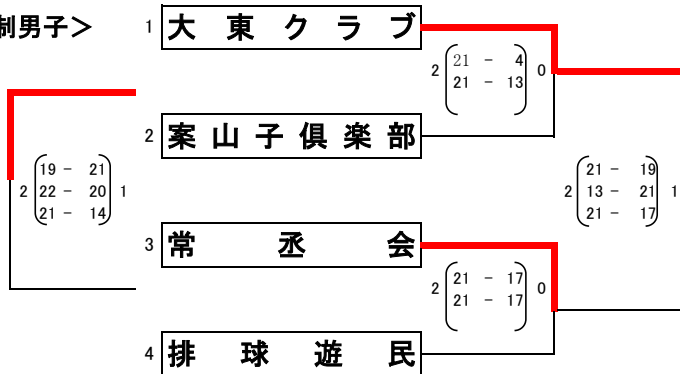 制男子＞
1 大東クラブ
2 21 - 4 0
21 - 13
2 案山子倶楽部
19 - 21
2 22 - 20 1
21 - 14
21 - 19
2 13 - 21 1
21 - 17
3 常丞会
2 21 - 17 0
21 - 17
4 排球遊民